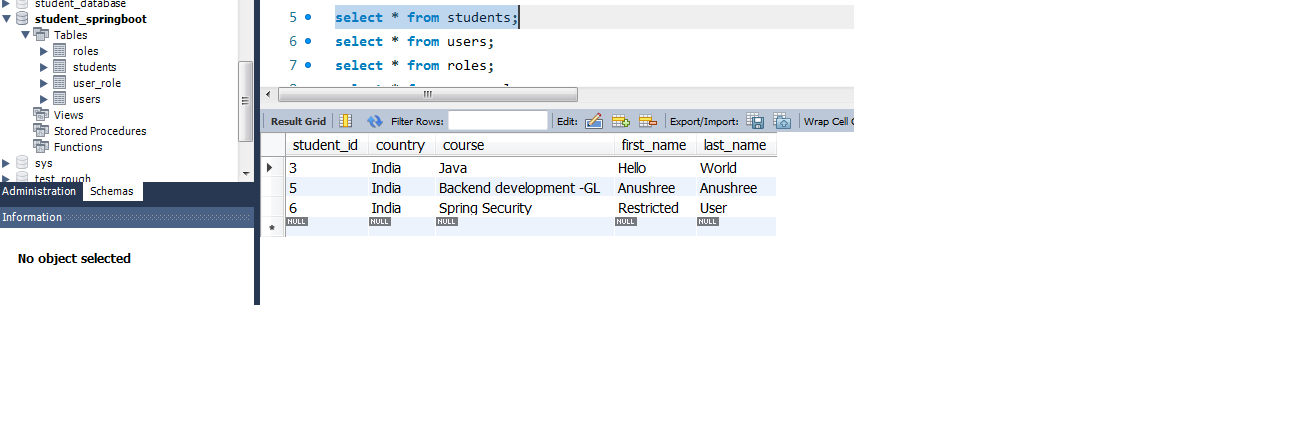 student_database
student_springboot
Tables
roles
students
user_role
users
Views
Stored Procedures
Functions
sys
test_rough
Administration Schemas
Information
No object selected
5 select * from students;
6 select * from users;
7 select * from roles;
select * from
Result Grid Filter Rows: Edit: Export/Import: Wrap Cell C
student_id country course first_name last_name
3 India Java Hello World
5 India Backend development -GL Anushree Anushree
6 India Spring Security Restricted User
* NULL NULL NULL NULL NULL